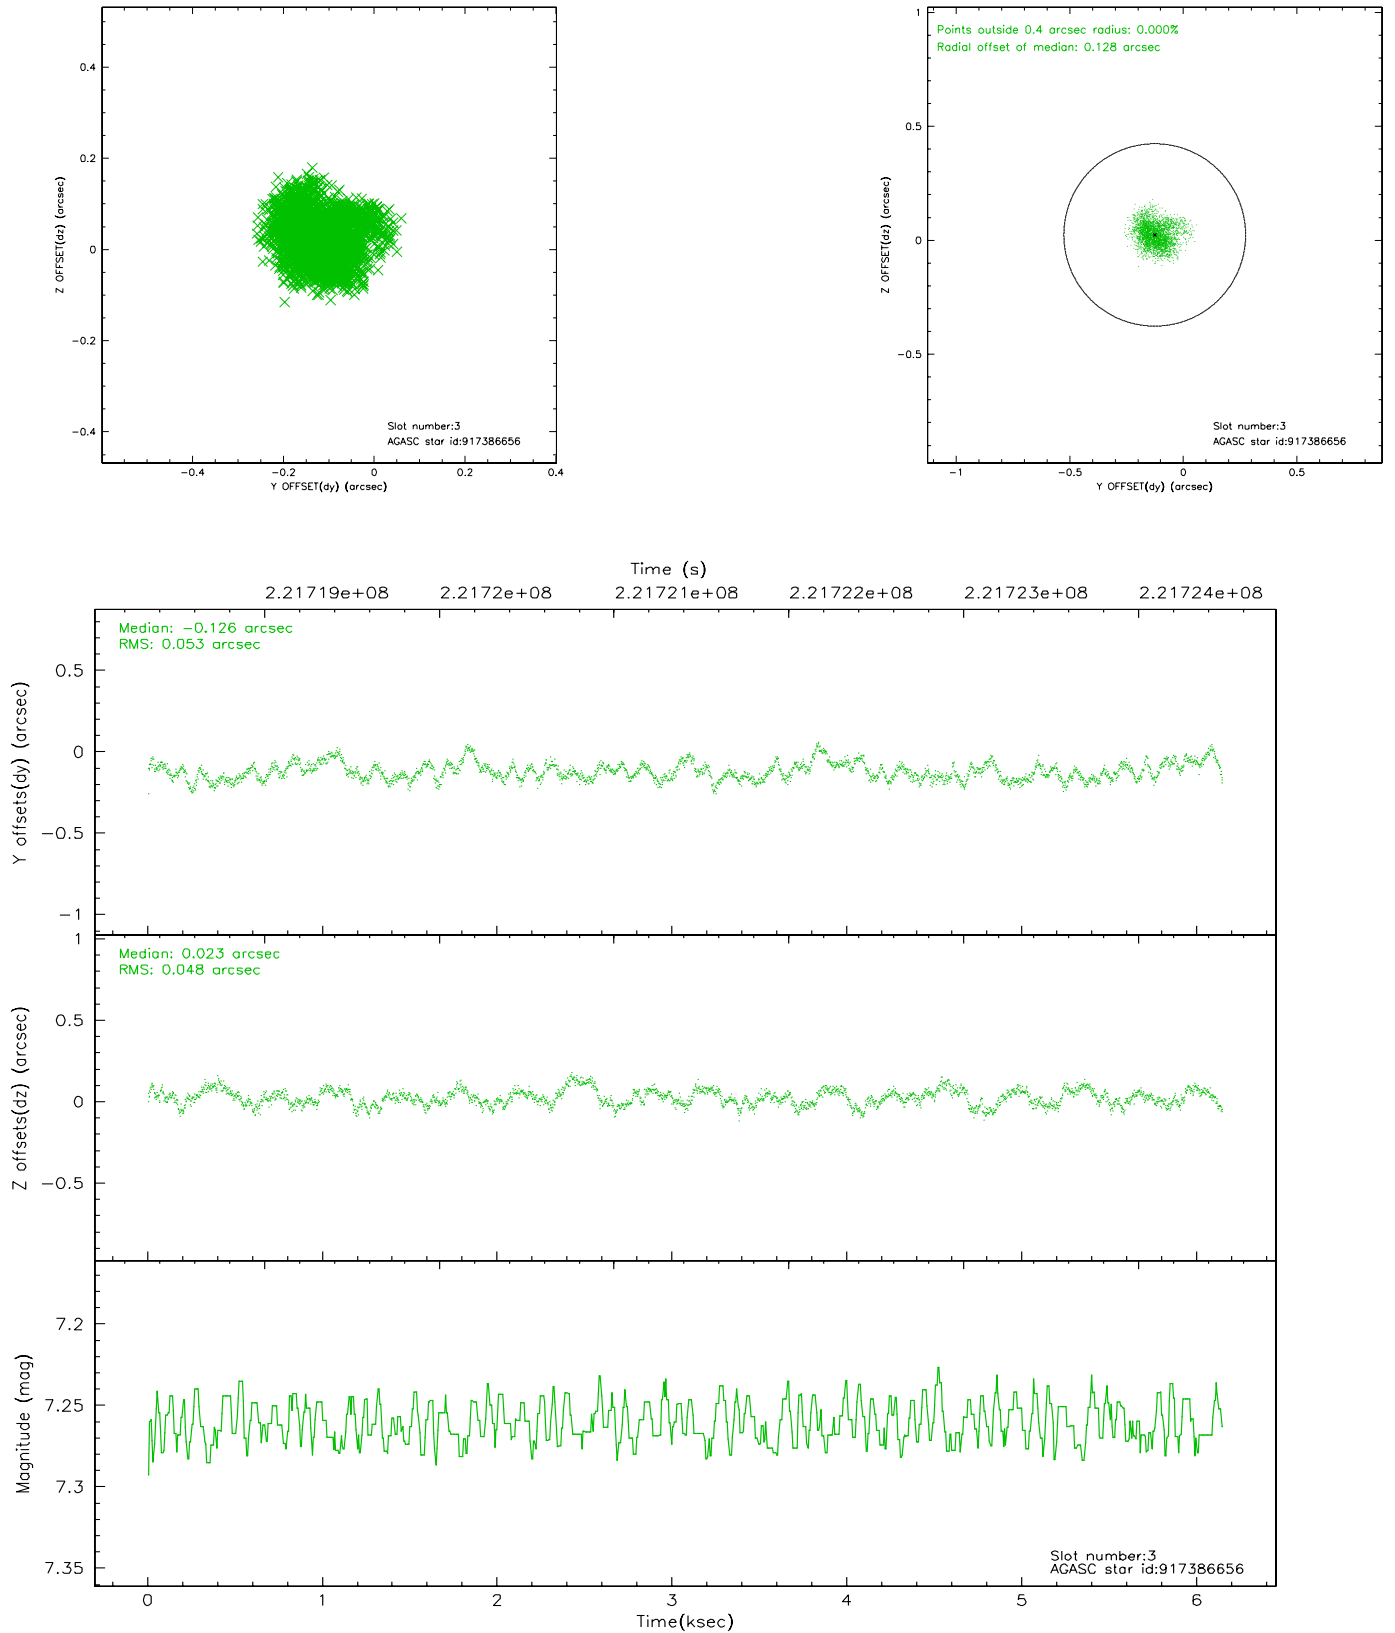 0.4
0.2
0
−0.2
−0.4
Z OFFSET(dz) (arcsec)
Slot number:3
AGASC star id:917386656
−0.4
−0.2
0
0.2
0.4
Y OFFSET(dy) (arcsec)
Points outside 0.4 arcsec radius: 0.000%
Radial offset of median: 0.128 arcsec
1
0.5
0
−0.5
Z OFFSET(dz) (arcsec)
Slot number:3
AGASC star id:917386656
−1
−0.5
0
0.5
Y OFFSET(dy) (arcsec)
Time (s)
2.21719e+08
2.2172e+08
2.21721e+08
2.21722e+08
2.21723e+08
2.21724e+08
Median: −0.126 arcsec
RMS: 0.053 arcsec
0.5
0
−0.5
−1
Y offsets(dy) (arcsec)
Median: 0.023 arcsec
RMS: 0.048 arcsec
1
0.5
0
−0.5
Z offsets(dz) (arcsec)
7.2
7.25
7.3
7.35
Magnitude (mag)
Slot number:3
AGASC star id:917386656
0
1
2
3
4
5
6
Time(ksec)